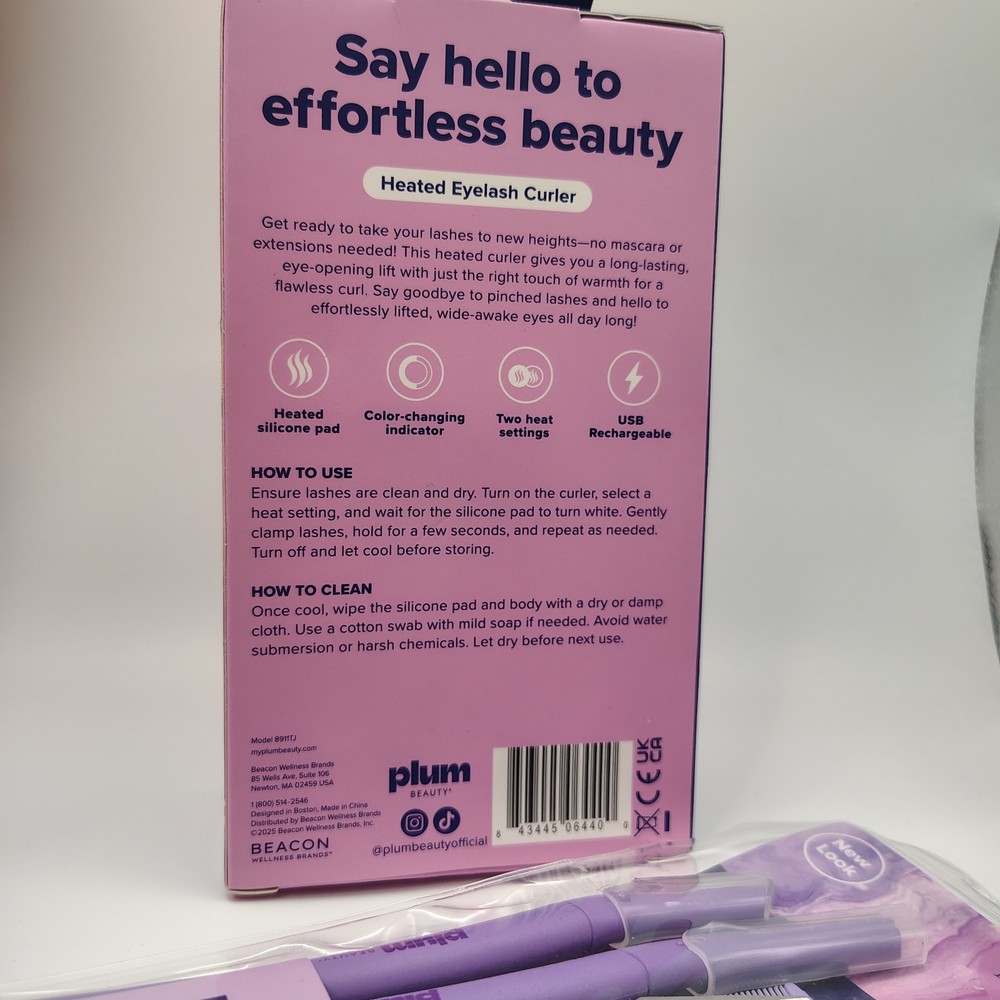 Say hello to
effortless beauty
Heated Eyelash Curler
Get ready to take your lashes to new heights—no mascara or
extensions needed! This heated curler gives you a long-lasting,
eye-opening lift with just the right touch of warmth for a
flawless curl. Say goodbye to pinched lashes and hello to
effortlessly lifted, wide-awake eyes all day long!
Heated
silicone pad
Color-changing
indicator
Two heat
settings
USB
Rechargeable
HOW TO USE
Ensure lashes are clean and dry. Turn on the curler, select a
heat setting, and wait for the silicone pad to turn white. Gently
clamp lashes, hold for a few seconds, and repeat as needed.
Turn off and let cool before storing.
HOW TO CLEAN
Once cool, wipe the silicone pad and body with a dry or damp
cloth. Use a cotton swab with mild soap if needed. Avoid water
submersion or harsh chemicals. Let dry before next use.
Model 8911TJ
myplumbeauty.com
Beacon Wellness Brands
85 Wells Ave, Suite 106
Newton, MA 02459 USA
1 (800) 514-2546
Designed in Boston, Made in China
Distributed by Beacon Wellness Brands
©2025 Beacon Wellness Brands, Inc.
BEACON
WELLNESS BRANDS™
plum
BEAUTY®
@plumbeautyofficial
8 43445 06440 9
CE
UK
CA
New
Look
plum
plum